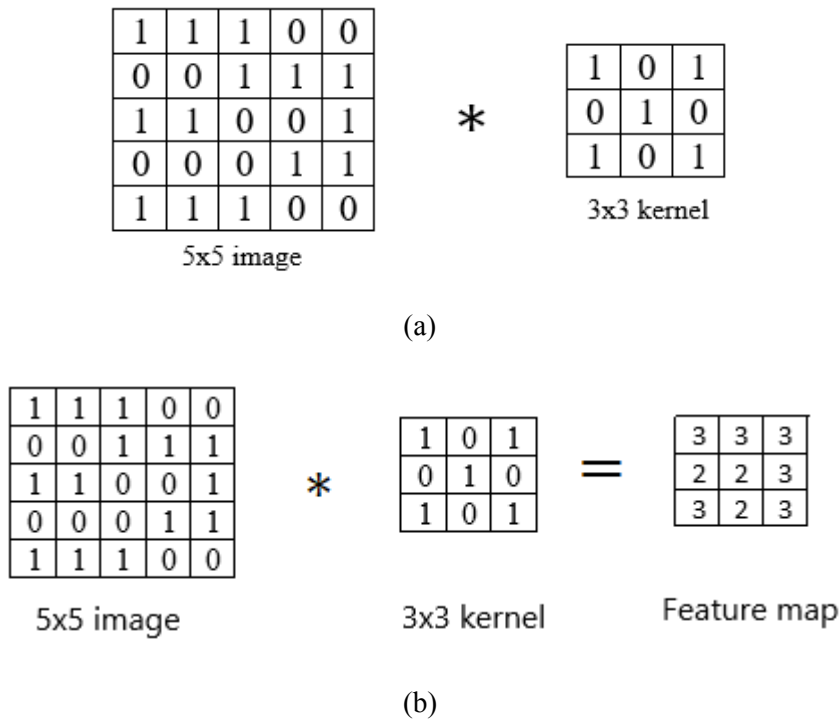 1 1 1 0 0
0 0 1 1 1
1 1 0 0 1
0 0 0 1 1
1 1 1 0 0
5x5 image
*
1 0 1
0 1 0
1 0 1
3x3 kernel
(a)
1 1 1 0 0
0 0 1 1 1
1 1 0 0 1
0 0 0 1 1
1 1 1 0 0
5x5 image
*
1 0 1
0 1 0
1 0 1
3x3 kernel
=
3 3 3
2 2 3
3 2 3
Feature map
(b)